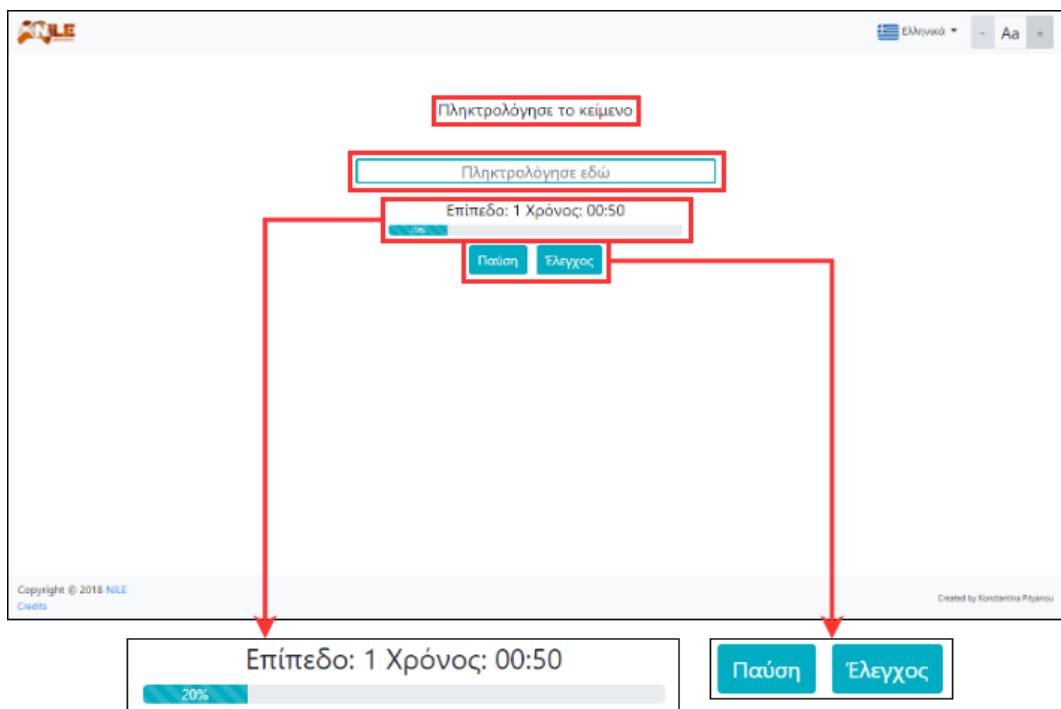 NiLE
Ελληνικά
- Aa +
Πληκτρολόγησε το κείμενο
Πληκτρολόγησε εδώ
Επίπεδο: 1 Χρόνος: 00:50
20%
Παύση Έλεγχος
Copyright © 2018 NiLE
Credits
Created by Konstantina Pityanou
Επίπεδο: 1 Χρόνος: 00:50
20%
Παύση Έλεγχος